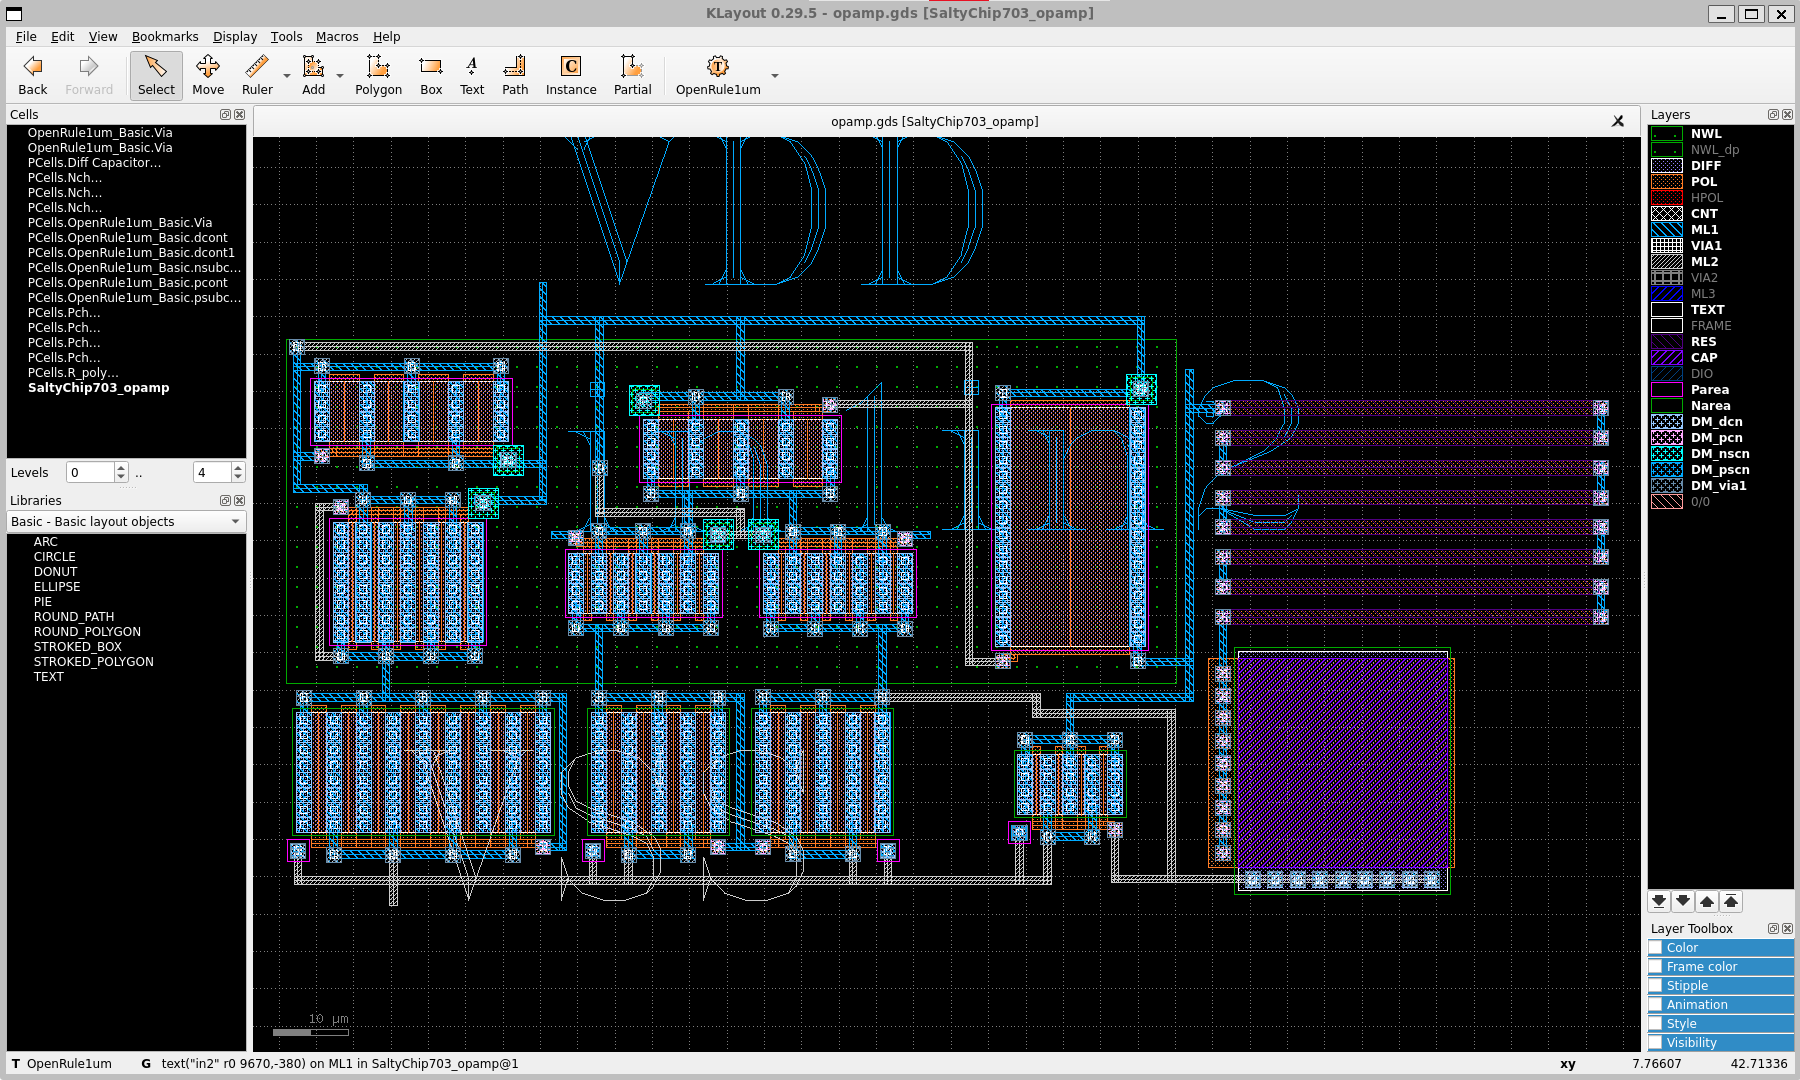 KLayout 0.29.5 - opamp.gds [SaltyChip703_opamp]
File Edit View Bookmarks Display Tools Macros Help
Back Forward Select Move Ruler Add Polygon Box Text Path Instance Partial OpenRule1um
Cells
OpenRule1um_Basic.Via
OpenRule1um_Basic.Via
PCells.Diff Capacitor...
PCells.Nch...
PCells.Nch...
PCells.Nch...
PCells.OpenRule1um_Basic.Via
PCells.OpenRule1um_Basic.dcont
PCells.OpenRule1um_Basic.dcont1
PCells.OpenRule1um_Basic.nsubc...
PCells.OpenRule1um_Basic.pcont
PCells.OpenRule1um_Basic.psubc...
PCells.Pch...
PCells.Pch...
PCells.Pch...
PCells.Pch...
PCells.R_poly...
SaltyChip703_opamp
Levels 0 .. 4
Libraries
Basic - Basic layout objects
ARC
CIRCLE
DONUT
ELLIPSE
PIE
ROUND_PATH
ROUND_POLYGON
STROKED_BOX
STROKED_POLYGON
TEXT
opamp.gds [SaltyChip703_opamp]
VDD
VSS
10 µm
Layers
NWL
NWL_dp
DIFF
POL
HPOL
CNT
ML1
VIA1
ML2
VIA2
ML3
TEXT
FRAME
RES
CAP
DIO
Parea
Narea
DM_dcn
DM_pcn
DM_nscn
DM_pscn
DM_via1
0/0
Layer Toolbox
Color
Frame color
Stipple
Animation
Style
Visibility
T OpenRule1um G text("in2" r0 9670,-380) on ML1 in SaltyChip703_opamp@1 xy 7.76607 42.71336